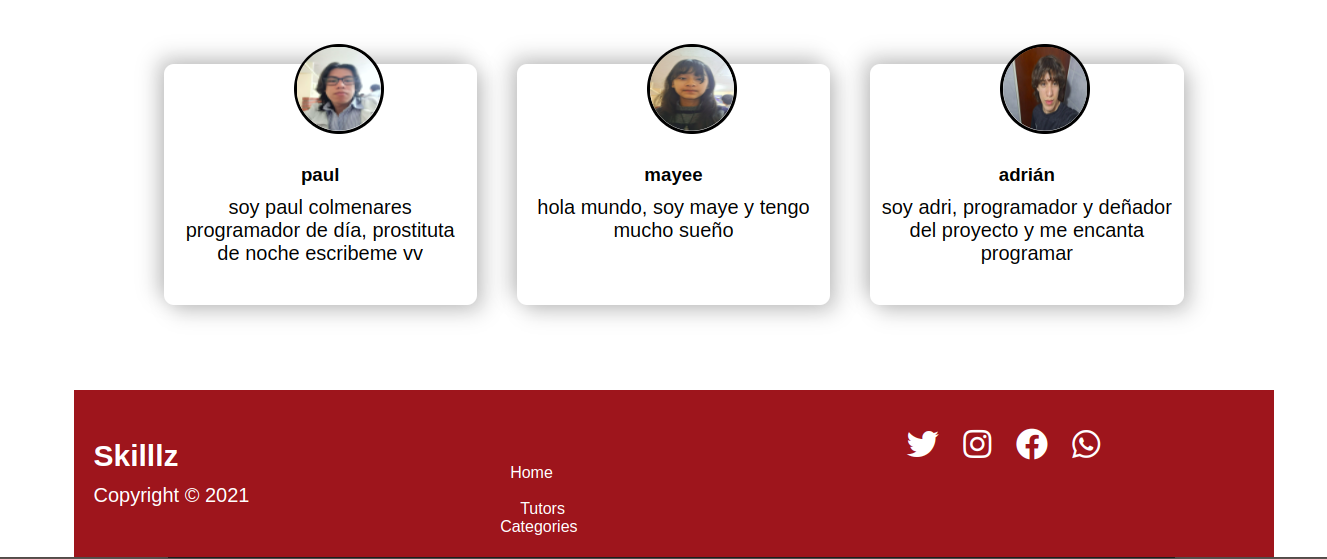 paul
soy paul colmenares
programador de día, prostituta
de noche escribeme vv
mayee
hola mundo, soy maye y tengo
mucho sueño
adrián
soy adri, programador y deñador
del proyecto y me encanta
programar
Skilllz
Copyright © 2021
Home
Tutors
Categories